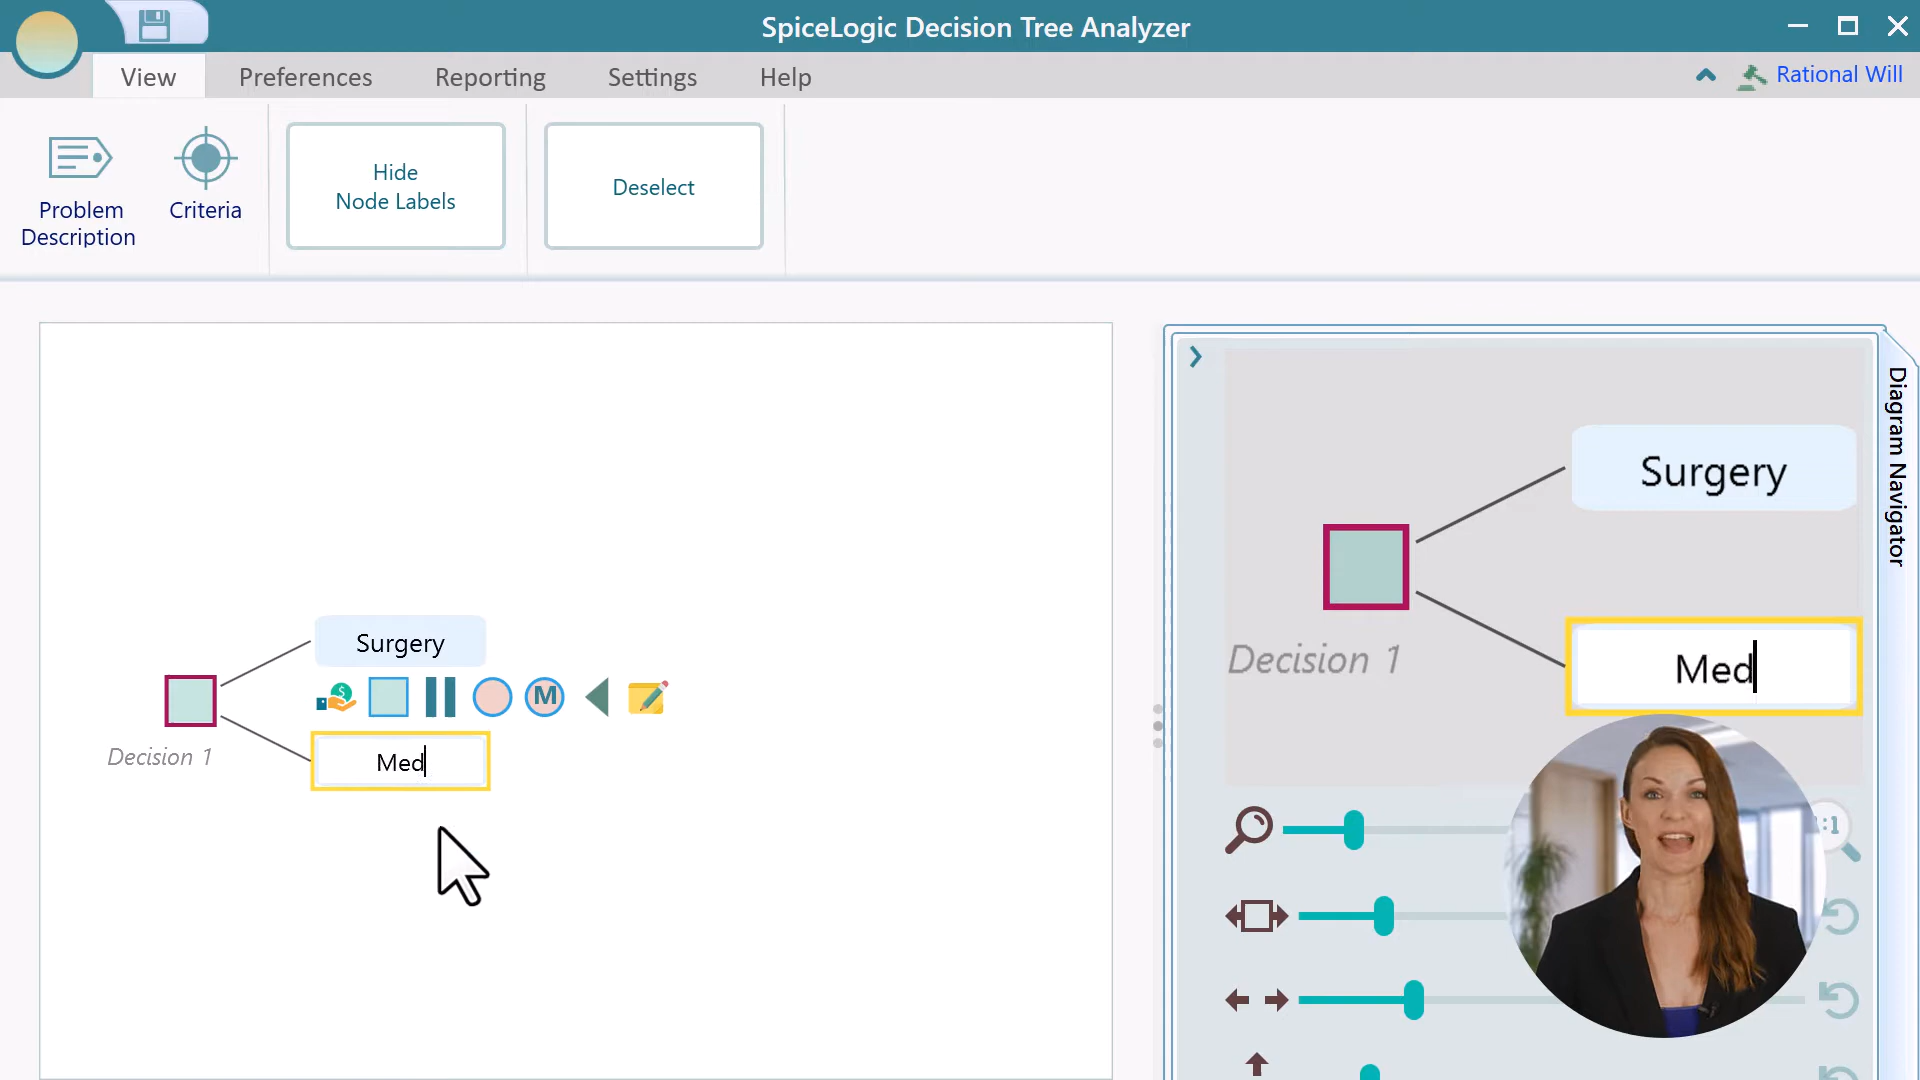 SpiceLogic Decision Tree Analyzer
View Preferences Reporting Settings Help
Rational Will
Problem
Description
Criteria
Hide
Node Labels
Deselect
Surgery
M
Med
Decision 1
Surgery
Med
Decision 1
Diagram Navigator
:1